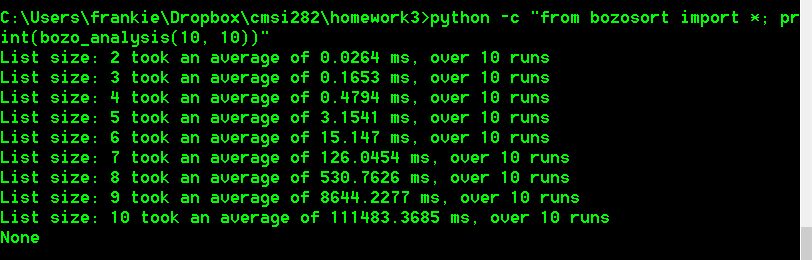 C:\Users\frankie\Dropbox\cmsi282\homework3>python -c "from bozosort import *; pr
int(bozo_analysis(10, 10))"
List size: 2 took an average of 0.0264 ms, over 10 runs
List size: 3 took an average of 0.1653 ms, over 10 runs
List size: 4 took an average of 0.4794 ms, over 10 runs
List size: 5 took an average of 3.1541 ms, over 10 runs
List size: 6 took an average of 15.147 ms, over 10 runs
List size: 7 took an average of 126.0454 ms, over 10 runs
List size: 8 took an average of 530.7626 ms, over 10 runs
List size: 9 took an average of 8644.2277 ms, over 10 runs
List size: 10 took an average of 111483.3685 ms, over 10 runs
None